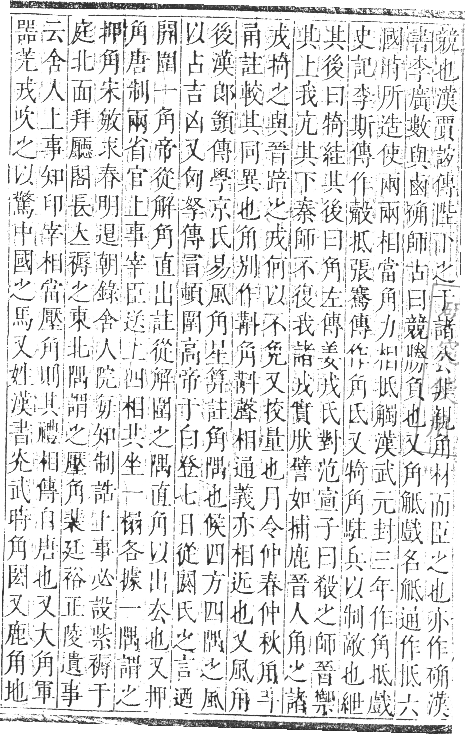 競也漢賈誼傳陛下之于諸公非親角材而臣之也亦作确漢
書李廣數與鹵确師古曰競勝負也又角觝戲名觝通作抵六
國時所造使兩兩相當角力相抵觸漢武元封三年作角抵戲
史記李斯傳作觳抵張騫傳作角氐又犄角駐兵以制敵也絓
其後曰犄絓其後曰角左傳姜戎氏對范宣子曰殽之師晉禦
其上我亢其下秦師不復我諸戎實肰譬如捕鹿晉人角之諸
戎掎之與晉踣之戎何以不免又挍量也月令仲春仲秋角斗
甬註較其同異也角別作斠角斠聲相通義亦相近也又風角
後漢郎顗傳學京氏易風角星算註角隅也候四方四隅之風
以占吉凶又匈奴傳冒頓圍高帝于白登七日從閼氏之言迺
開圍一角帝從解角直出註從解圍之隅直角以出去也又押
角唐制兩省官上事宰臣送上四相共坐一榻各據一隅謂之
押角宋敏求春明退朝錄舍人院每知制誥上事必設紫褥于
庭北面拜廳閣長立褥之東北隅謂之壓角裴廷裕正陵遺事
云舍人上事知印宰相當壓角則其禮相傳自唐也又大角軍
器羌戎吹之以驚中國之馬又姓漢書光武時角閎又鹿角地